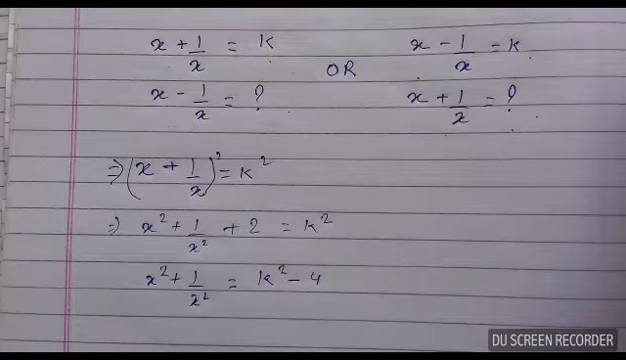 x + 1/x = k OR x - 1/x = k
x - 1/x = ? x + 1/x = ?
⇒ (x + 1/x)² = k²
⇒ x² + 1/x² + 2 = k²
x² + 1/x² = k² - 4
DU SCREEN RECORDER